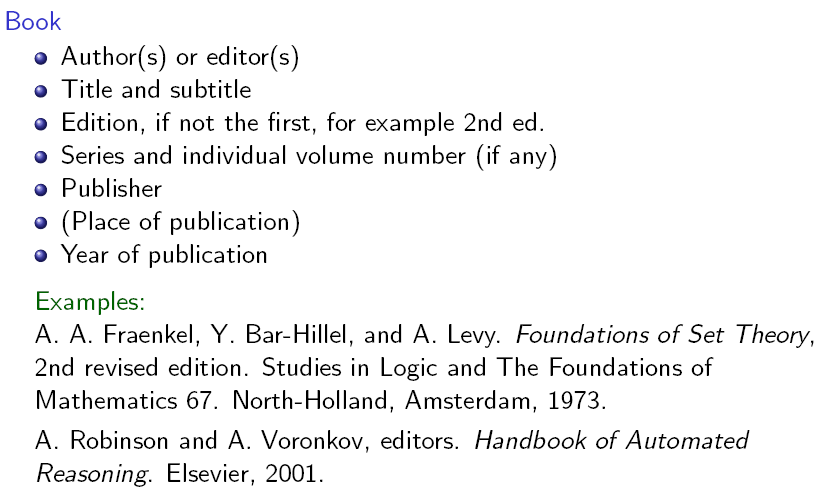 Book
Author(s) or editor(s)
Title and subtitle
Edition, if not the first, for example 2nd ed.
Series and individual volume number (if any)
Publisher
(Place of publication)
Year of publication
Examples:
A. A. Fraenkel, Y. Bar-Hillel, and A. Levy. Foundations of Set Theory,
2nd revised edition. Studies in Logic and The Foundations of
Mathematics 67. North-Holland, Amsterdam, 1973.
A. Robinson and A. Voronkov, editors. Handbook of Automated
Reasoning. Elsevier, 2001.